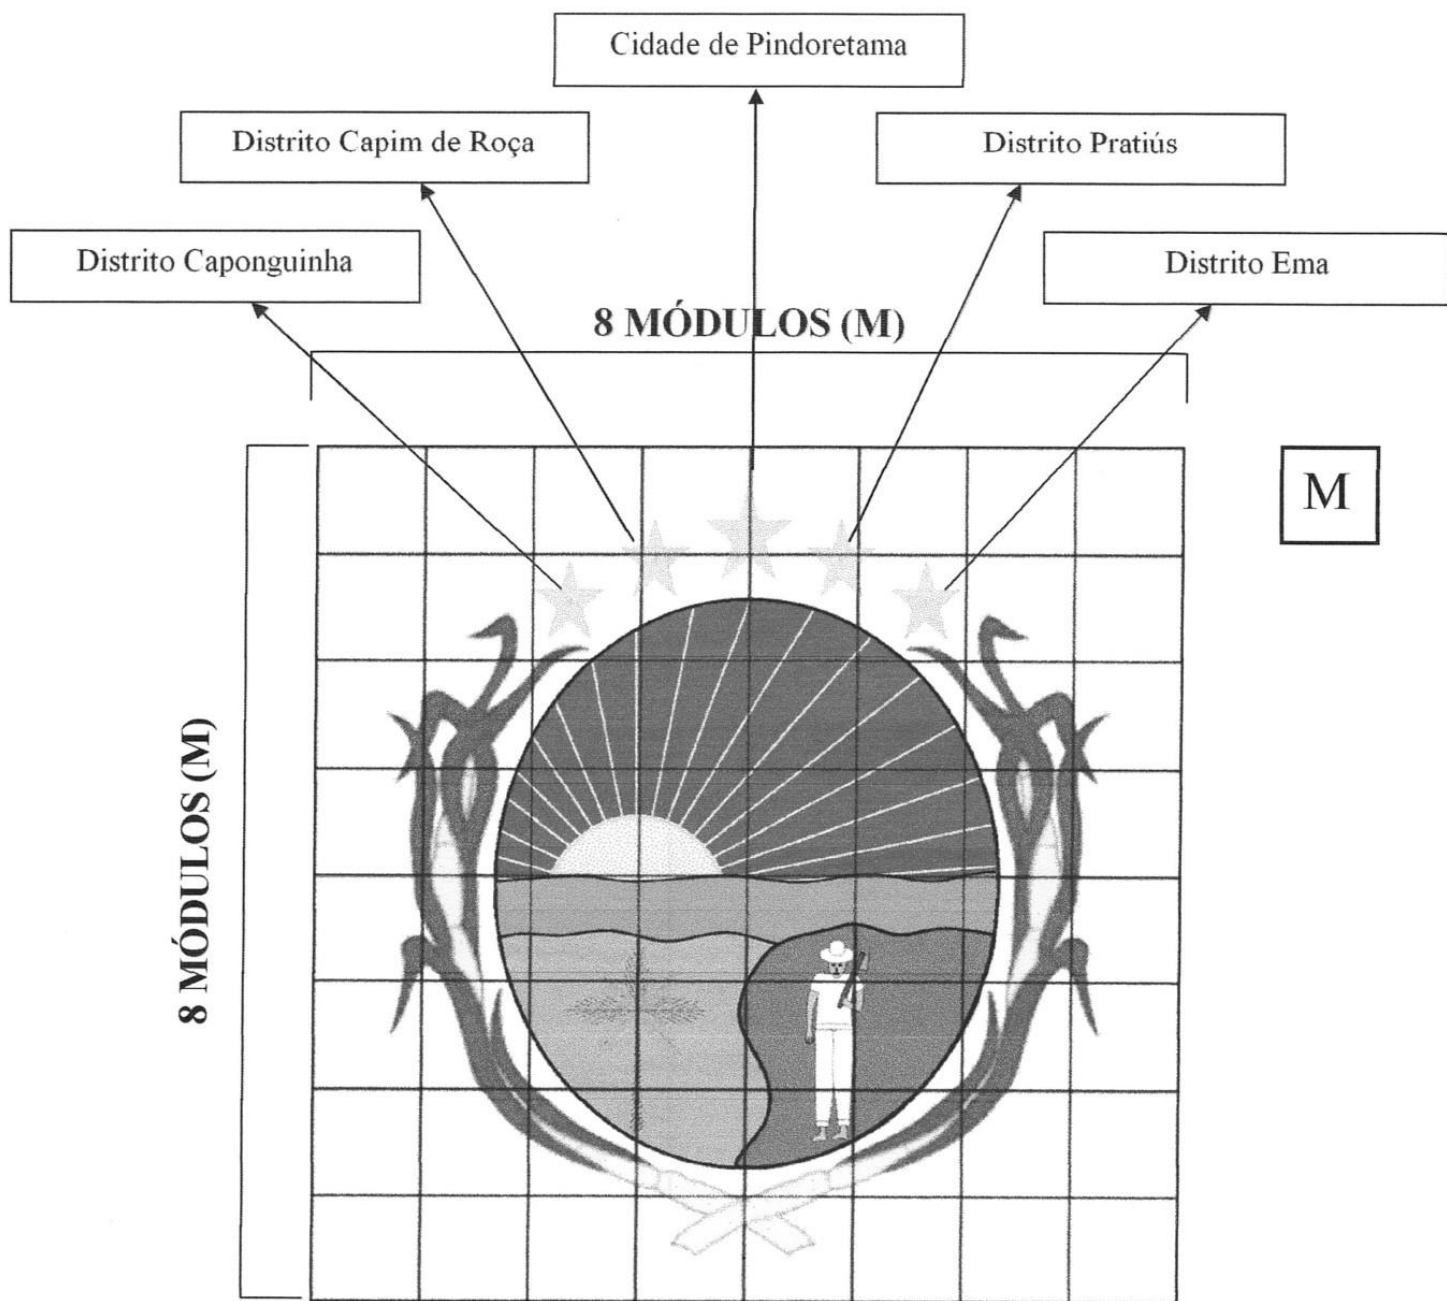 Cidade de Pindoretama
Distrito Capim de Roça
Distrito Pratiús
Distrito Caponguinha
Distrito Ema
8 MÓDULOS (M)
M
8 MÓDULOS (M)